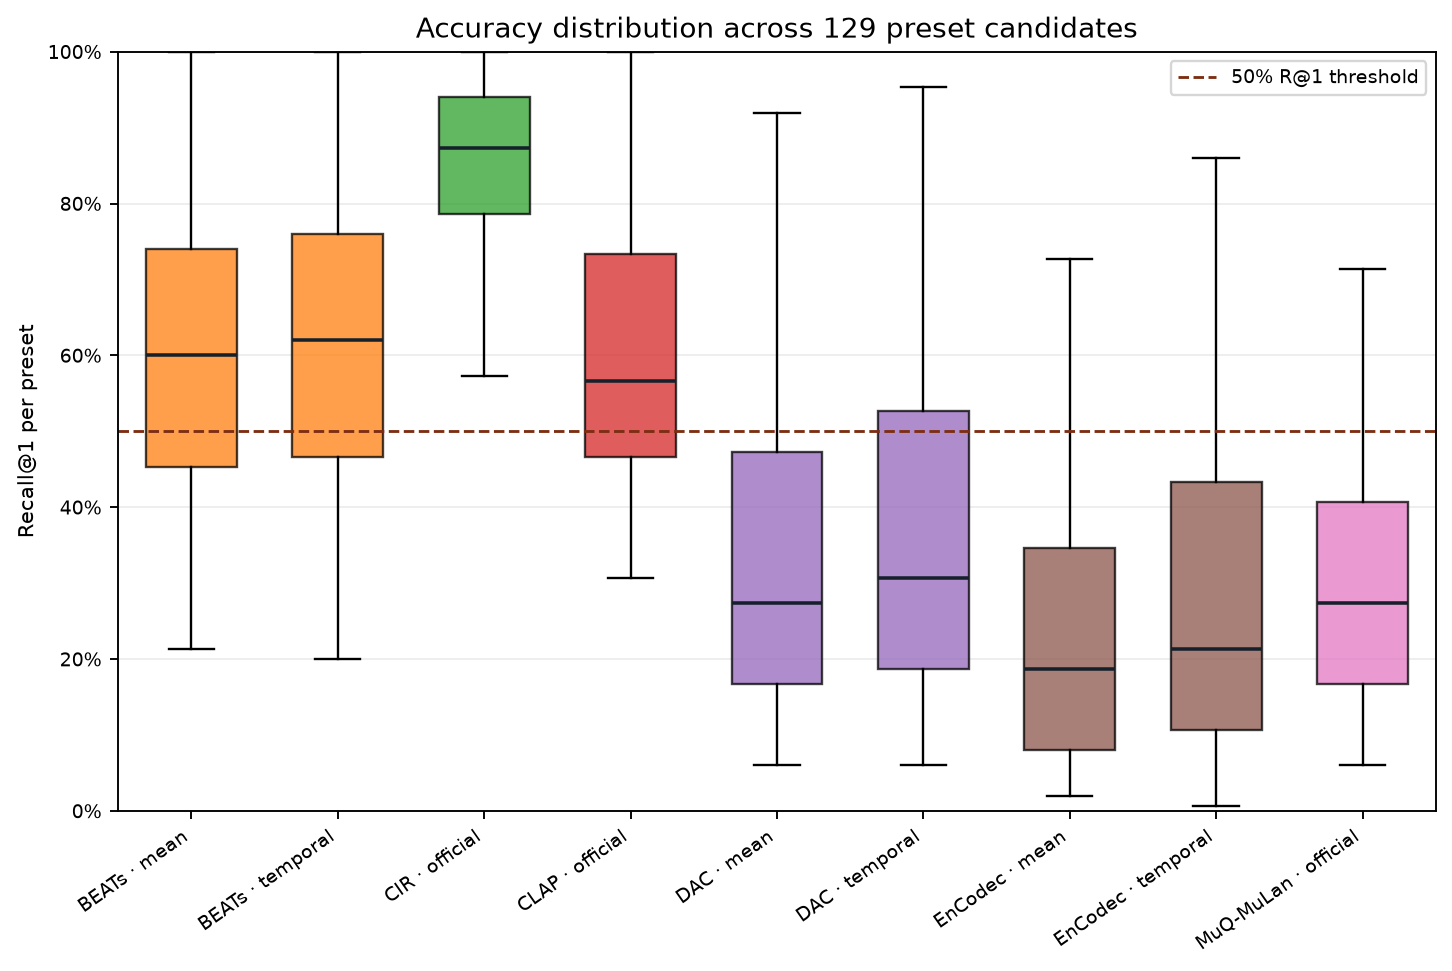 Accuracy distribution across 129 preset candidates
100%
80%
60%
40%
20%
0%
Recall@1 per preset
50% R@1 threshold
BEATs · mean
BEATs · temporal
CIR · official
CLAP · official
DAC · mean
DAC · temporal
EnCodec · mean
EnCodec · temporal
MuQ-MuLan · official